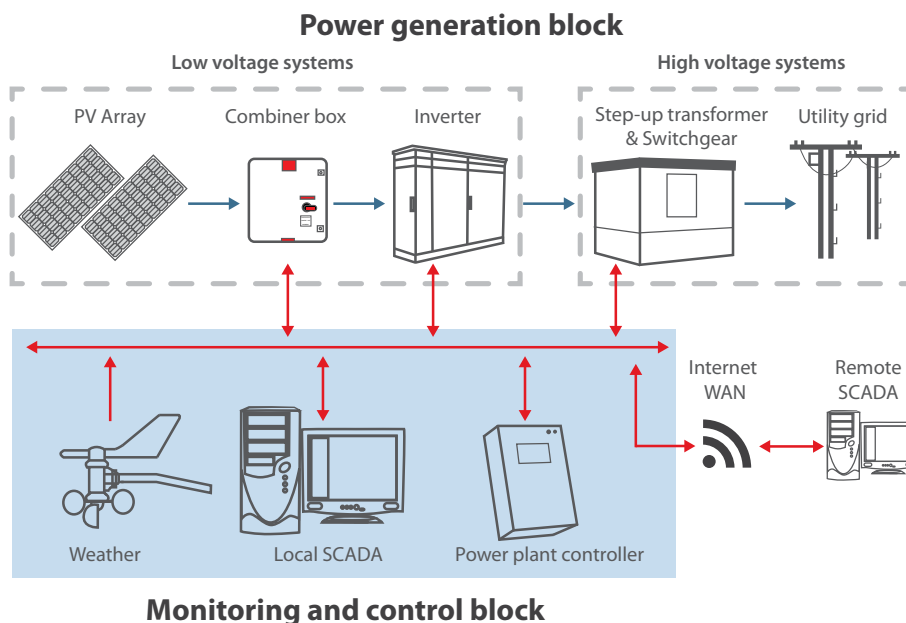 Power generation block
Low voltage systems
High voltage systems
PV Array
Combiner box
Inverter
Step-up transformer
& Switchgear
Utility grid
Internet
WAN
Remote
SCADA
Weather
Local SCADA
Power plant controller
Monitoring and control block